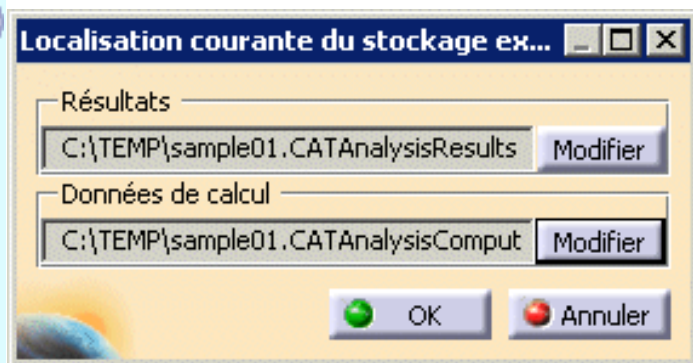 Localisation courante du stockage ex...
Résultats
C:\TEMP\sample01.CATAnalysisResults Modifier
Données de calcul
C:\TEMP\sample01.CATAnalysisComput Modifier
OK Annuler